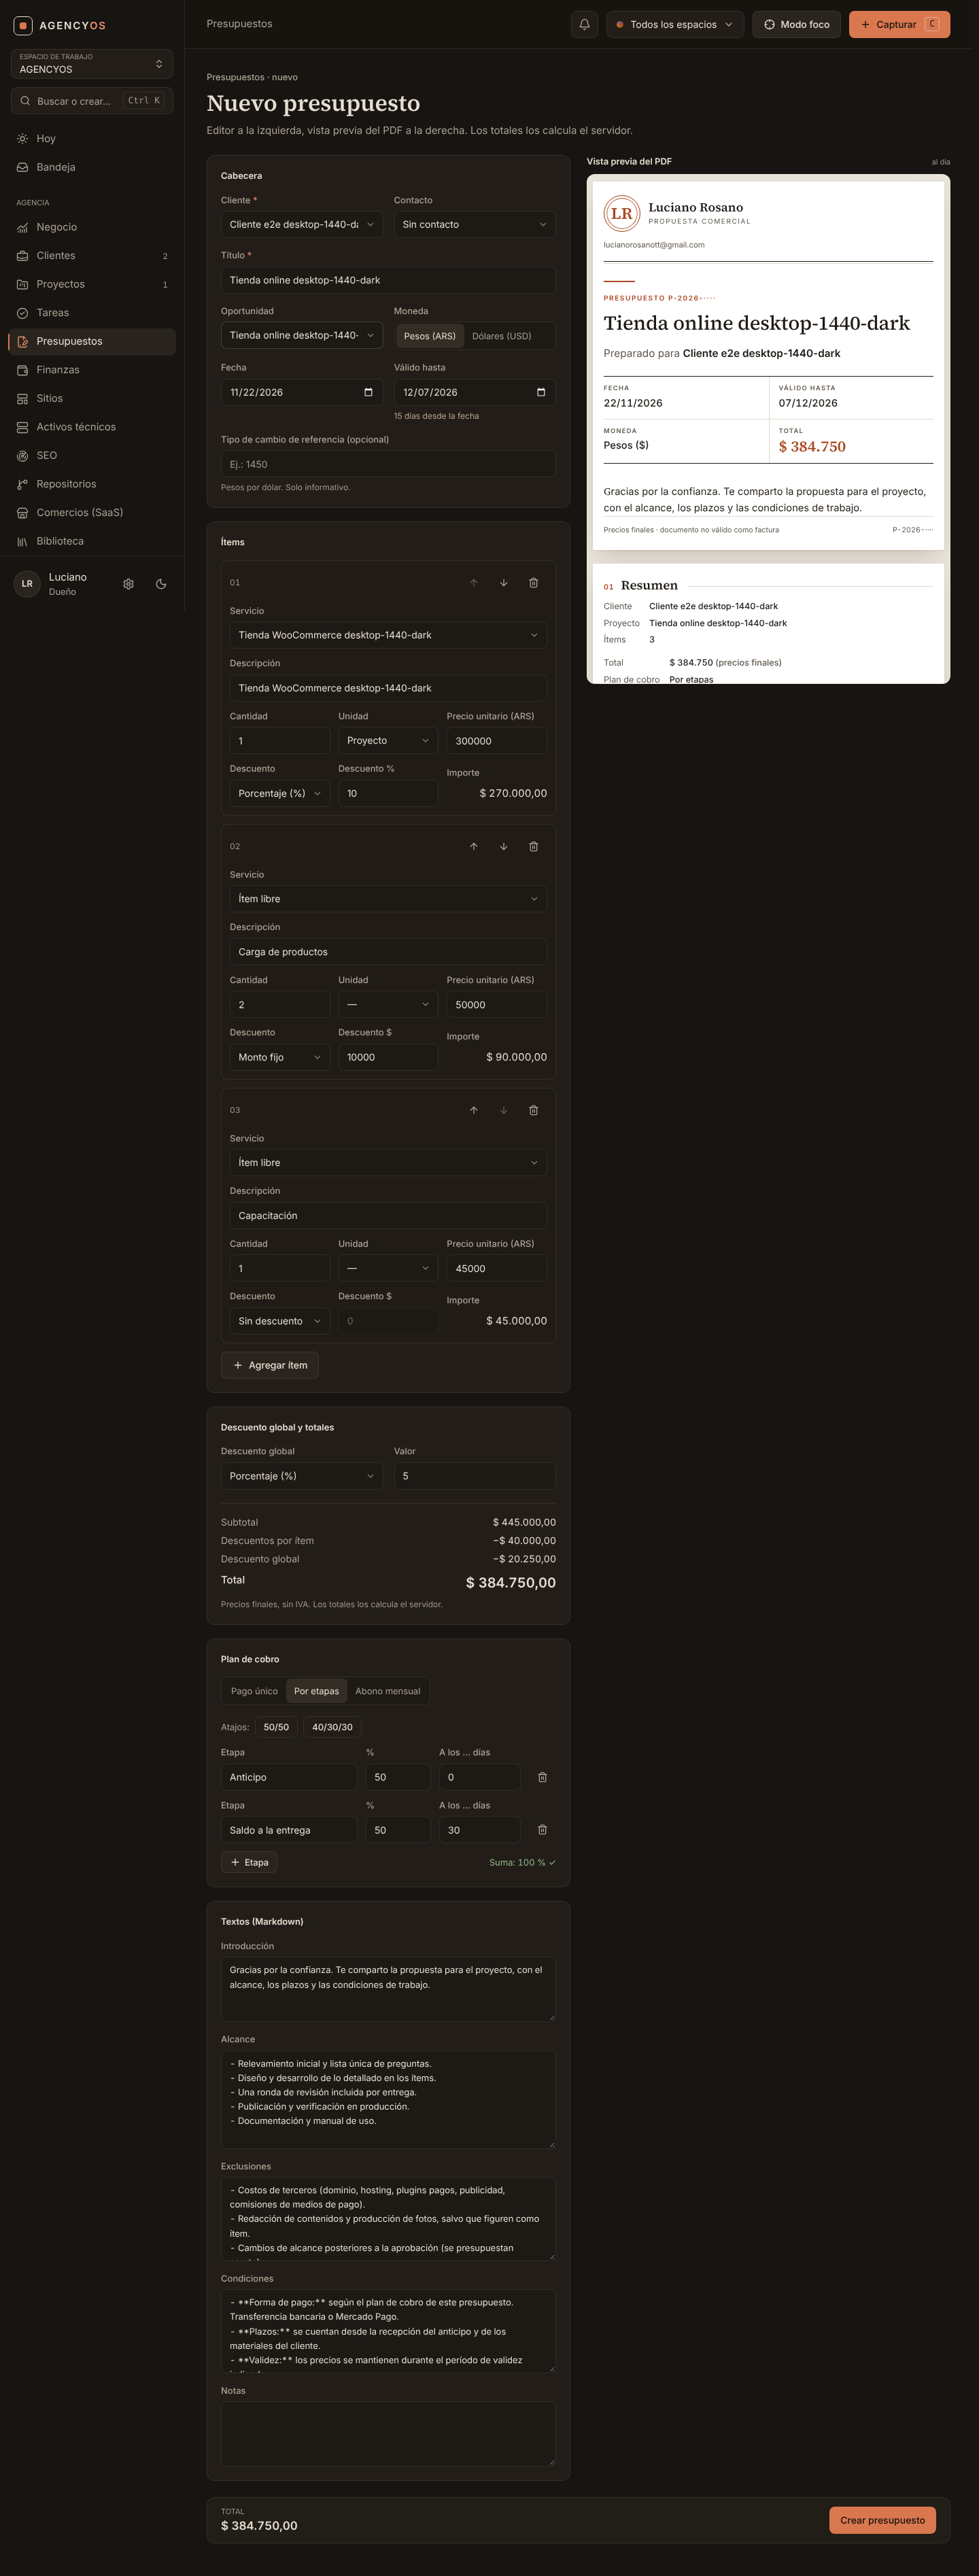 AGENCYOS
ESPACIO DE TRABAJO
AGENCYOS
Buscar o crear... Ctrl K
Hoy
Bandeja
AGENCIA
Negocio
Clientes 2
Proyectos 1
Tareas
Presupuestos
Finanzas
Sitios
Activos técnicos
SEO
Repositorios
Comercios (SaaS)
Biblioteca
LR Luciano
Dueño
Presupuestos
Todos los espacios
Modo foco
+ Capturar C
Presupuestos · nuevo
Nuevo presupuesto
Editor a la izquierda, vista previa del PDF a la derecha. Los totales los calcula el servidor.
Cabecera
Cliente * Contacto
Cliente e2e desktop-1440-da Sin contacto
Título *
Tienda online desktop-1440-dark
Oportunidad Moneda
Tienda online desktop-1440- Pesos (ARS) Dólares (USD)
Fecha Válido hasta
11/22/2026 12/07/2026
15 días desde la fecha
Tipo de cambio de referencia (opcional)
Ej.: 1450
Pesos por dólar. Solo informativo.
Ítems
01
Servicio
Tienda WooCommerce desktop-1440-dark
Descripción
Tienda WooCommerce desktop-1440-dark
Cantidad Unidad Precio unitario (ARS)
1 Proyecto 300000
Descuento Descuento % Importe
Porcentaje (%) 10 $ 270.000,00
02
Servicio
Ítem libre
Descripción
Carga de productos
Cantidad Unidad Precio unitario (ARS)
2 — 50000
Descuento Descuento $ Importe
Monto fijo 10000 $ 90.000,00
03
Servicio
Ítem libre
Descripción
Capacitación
Cantidad Unidad Precio unitario (ARS)
1 — 45000
Descuento Descuento $ Importe
Sin descuento 0 $ 45.000,00
+ Agregar ítem
Descuento global y totales
Descuento global Valor
Porcentaje (%) 5
Subtotal $ 445.000,00
Descuentos por ítem −$ 40.000,00
Descuento global −$ 20.250,00
Total $ 384.750,00
Precios finales, sin IVA. Los totales los calcula el servidor.
Plan de cobro
Pago único Por etapas Abono mensual
Atajos: 50/50 40/30/30
Etapa % A los … días
Anticipo 50 0
Etapa % A los … días
Saldo a la entrega 50 30
+ Etapa Suma: 100 % ✓
Textos (Markdown)
Introducción
Gracias por la confianza. Te comparto la propuesta para el proyecto, con el
alcance, los plazos y las condiciones de trabajo.
Alcance
- Relevamiento inicial y lista única de preguntas.
- Diseño y desarrollo de lo detallado en los ítems.
- Una ronda de revisión incluida por entrega.
- Publicación y verificación en producción.
- Documentación y manual de uso.
Exclusiones
- Costos de terceros (dominio, hosting, plugins pagos, publicidad,
comisiones de medios de pago).
- Redacción de contenidos y producción de fotos, salvo que figuren como
ítem.
- Cambios de alcance posteriores a la aprobación (se presupuestan
Condiciones
- **Forma de pago:** según el plan de cobro de este presupuesto.
Transferencia bancaria o Mercado Pago.
- **Plazos:** se cuentan desde la recepción del anticipo y de los
materiales del cliente.
- **Validez:** los precios se mantienen durante el período de validez
Notas
TOTAL
$ 384.750,00
Crear presupuesto
Vista previa del PDF al día
LR Luciano Rosano
PROPUESTA COMERCIAL
lucianorosanott@gmail.com
PRESUPUESTO P-2026-····
Tienda online desktop-1440-dark
Preparado para Cliente e2e desktop-1440-dark
FECHA VÁLIDO HASTA
22/11/2026 07/12/2026
MONEDA TOTAL
Pesos ($) $ 384.750
Gracias por la confianza. Te comparto la propuesta para el proyecto,
con el alcance, los plazos y las condiciones de trabajo.
Precios finales · documento no válido como factura P-2026-····
01 Resumen
Cliente Cliente e2e desktop-1440-dark
Proyecto Tienda online desktop-1440-dark
Ítems 3
Total $ 384.750 (precios finales)
Plan de cobro Por etapas